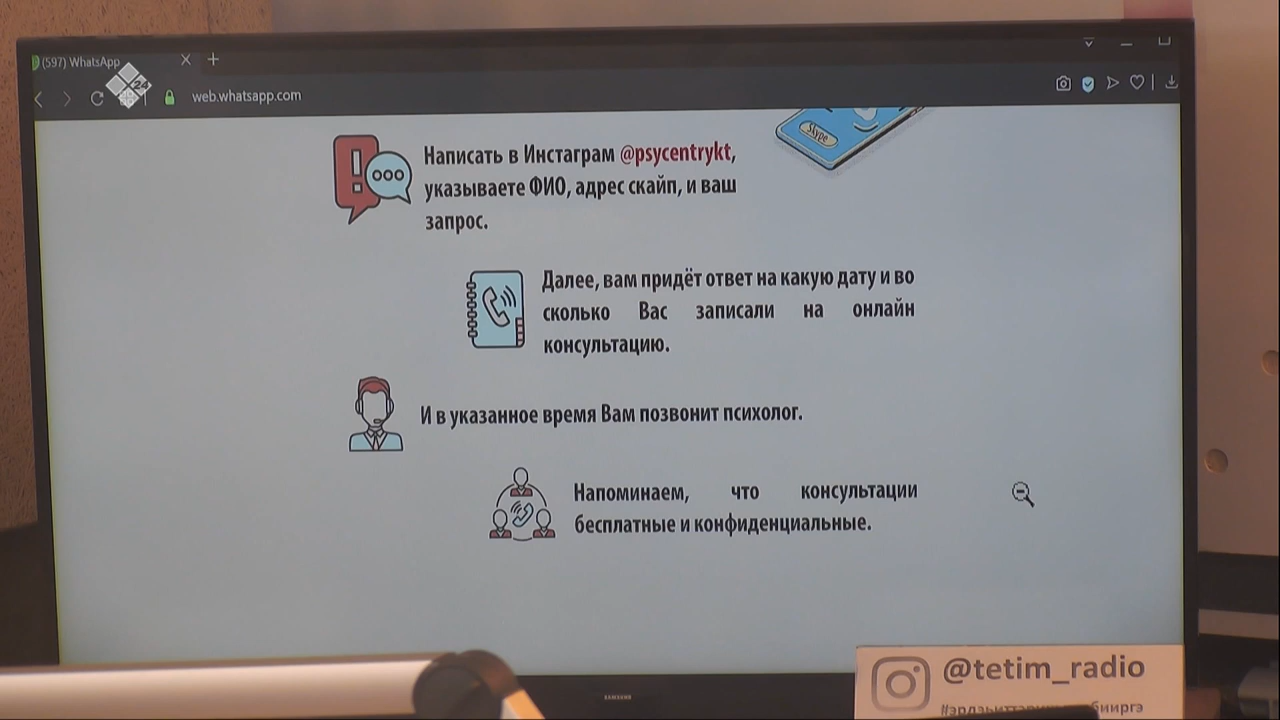 (597) WhatsApp
24
web.whatsapp.com
Skype
Написать в Инстаграм @psycentrykt,
указываете ФИО, адрес скайп, и ваш
запрос.
Далее, вам придёт ответ на какую дату и во
сколько Вас записали на онлайн
консультацию.
И в указанное время Вам позвонит психолог.
Напоминаем, что консультации
бесплатные и конфиденциальные.
SAMSUNG
@tetim_radio